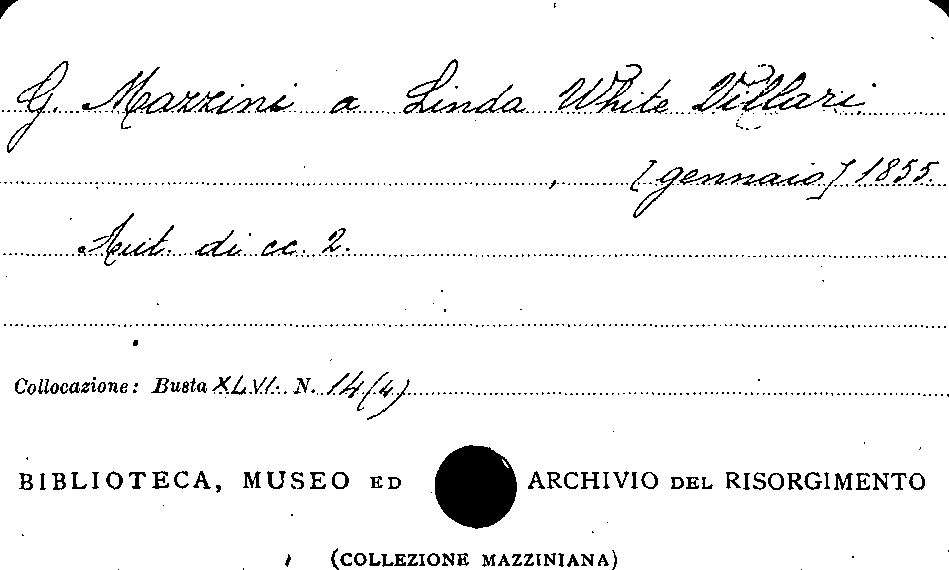 G. Mazzini a Linda White Villari.
, [gennaio] 1855.
Aut. di cc. 2.
Collocazione: Busta XLVI. N. 14(4)
BIBLIOTECA, MUSEO ED ARCHIVIO DEL RISORGIMENTO
(COLLEZIONE MAZZINIANA)